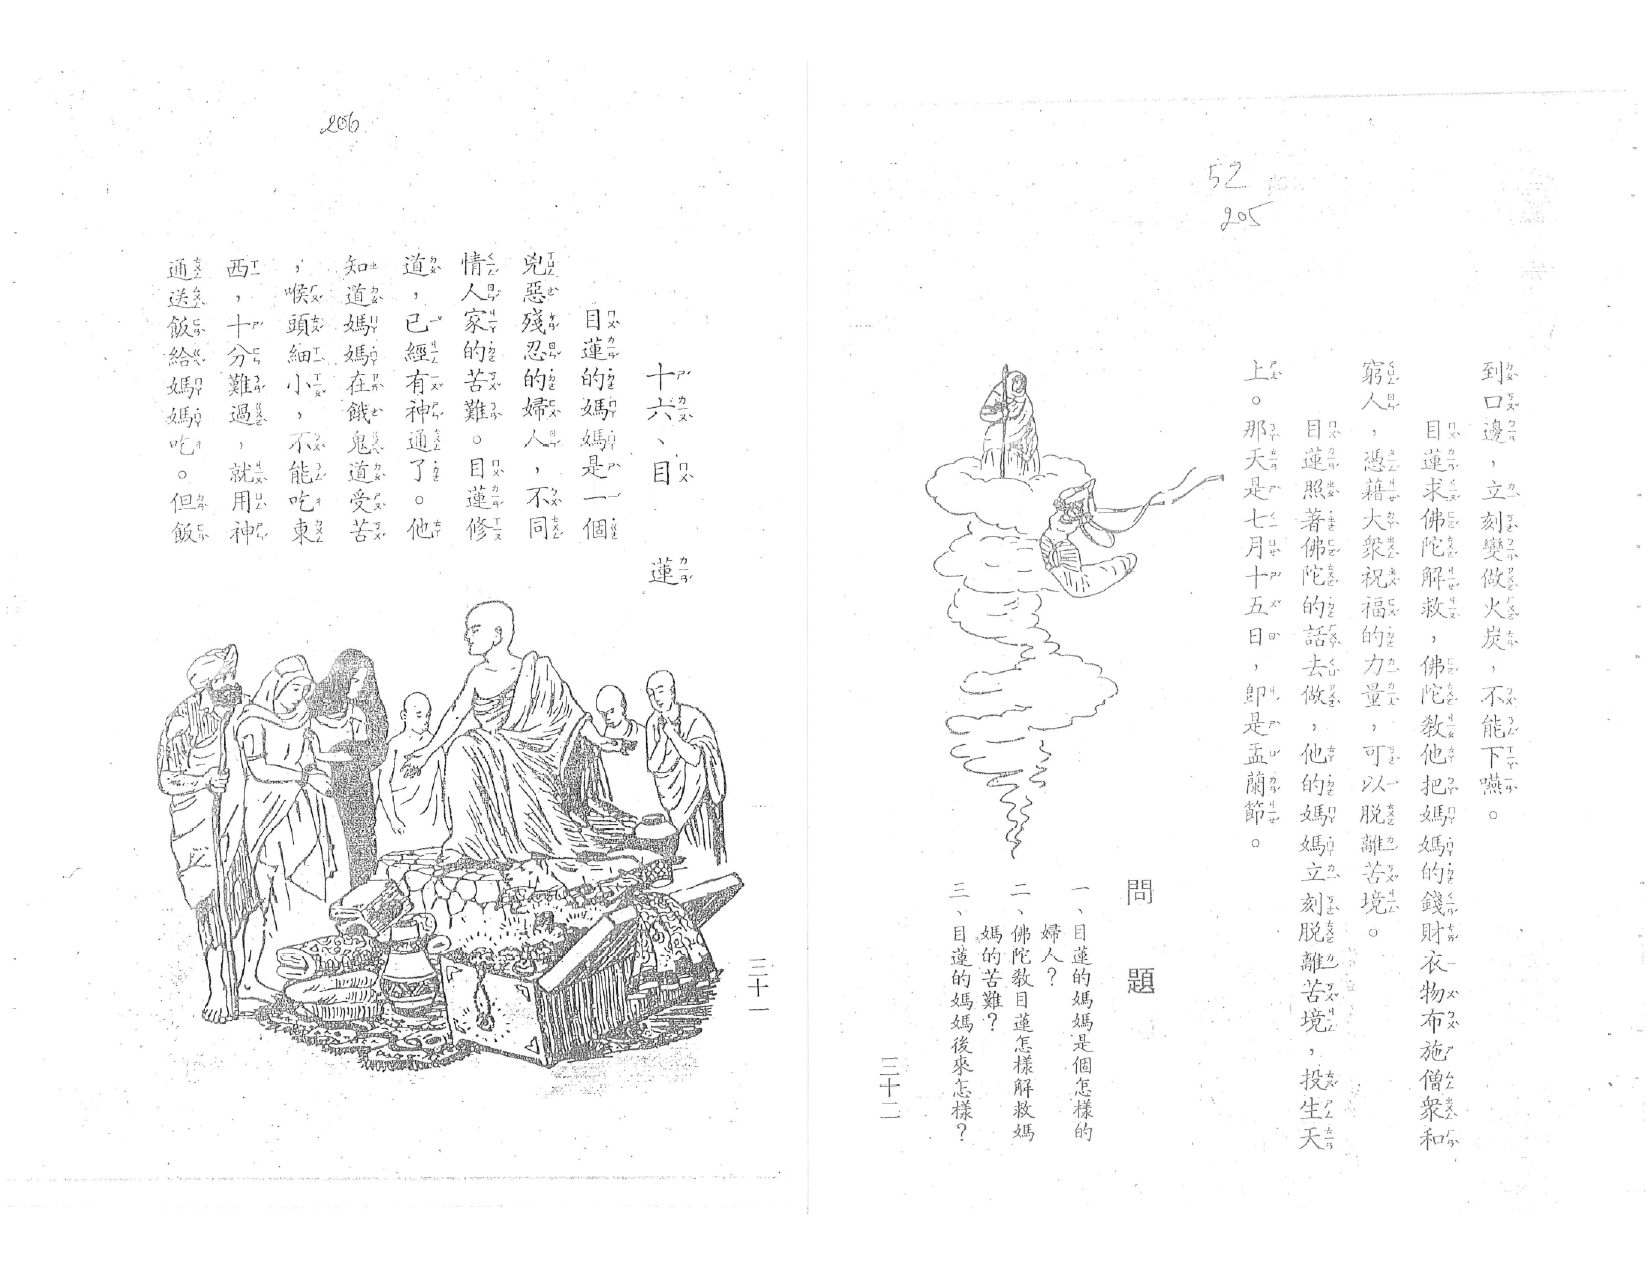 206
十六、目蓮
目蓮的媽媽是一個
兇惡殘忍的婦人，不同
情人家的苦難。目蓮修
道，已經有神通了。他
知道媽媽在餓鬼道受苦
，喉頭細小，不能吃東
西，十分難過，就用神
通送飯給媽媽吃。但飯
三十一
52
205
到口邊，立刻變做火炭，不能下嚥。
目蓮求佛陀解救，佛陀教他把媽媽的錢財衣物布施僧衆和
窮人，憑藉大衆祝福的力量，可以脫離苦境。
目蓮照著佛陀的話去做，他的媽媽立刻脫離苦境，投生天
上。那天是七月十五日，卽是盂蘭節。
問題
一、目蓮的媽媽是個怎樣的
婦人？
二、佛陀教目蓮怎樣解救媽
媽的苦難？
三、目蓮的媽媽後來怎樣？
三十二